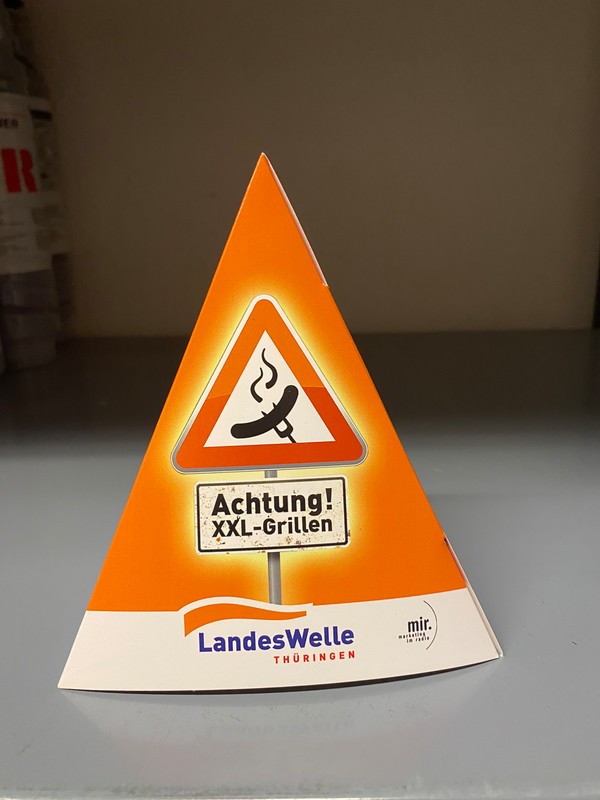 Achtung!
XXL-Grillen
LandesWelle
THÜRINGEN
mir.
marketing
im radio